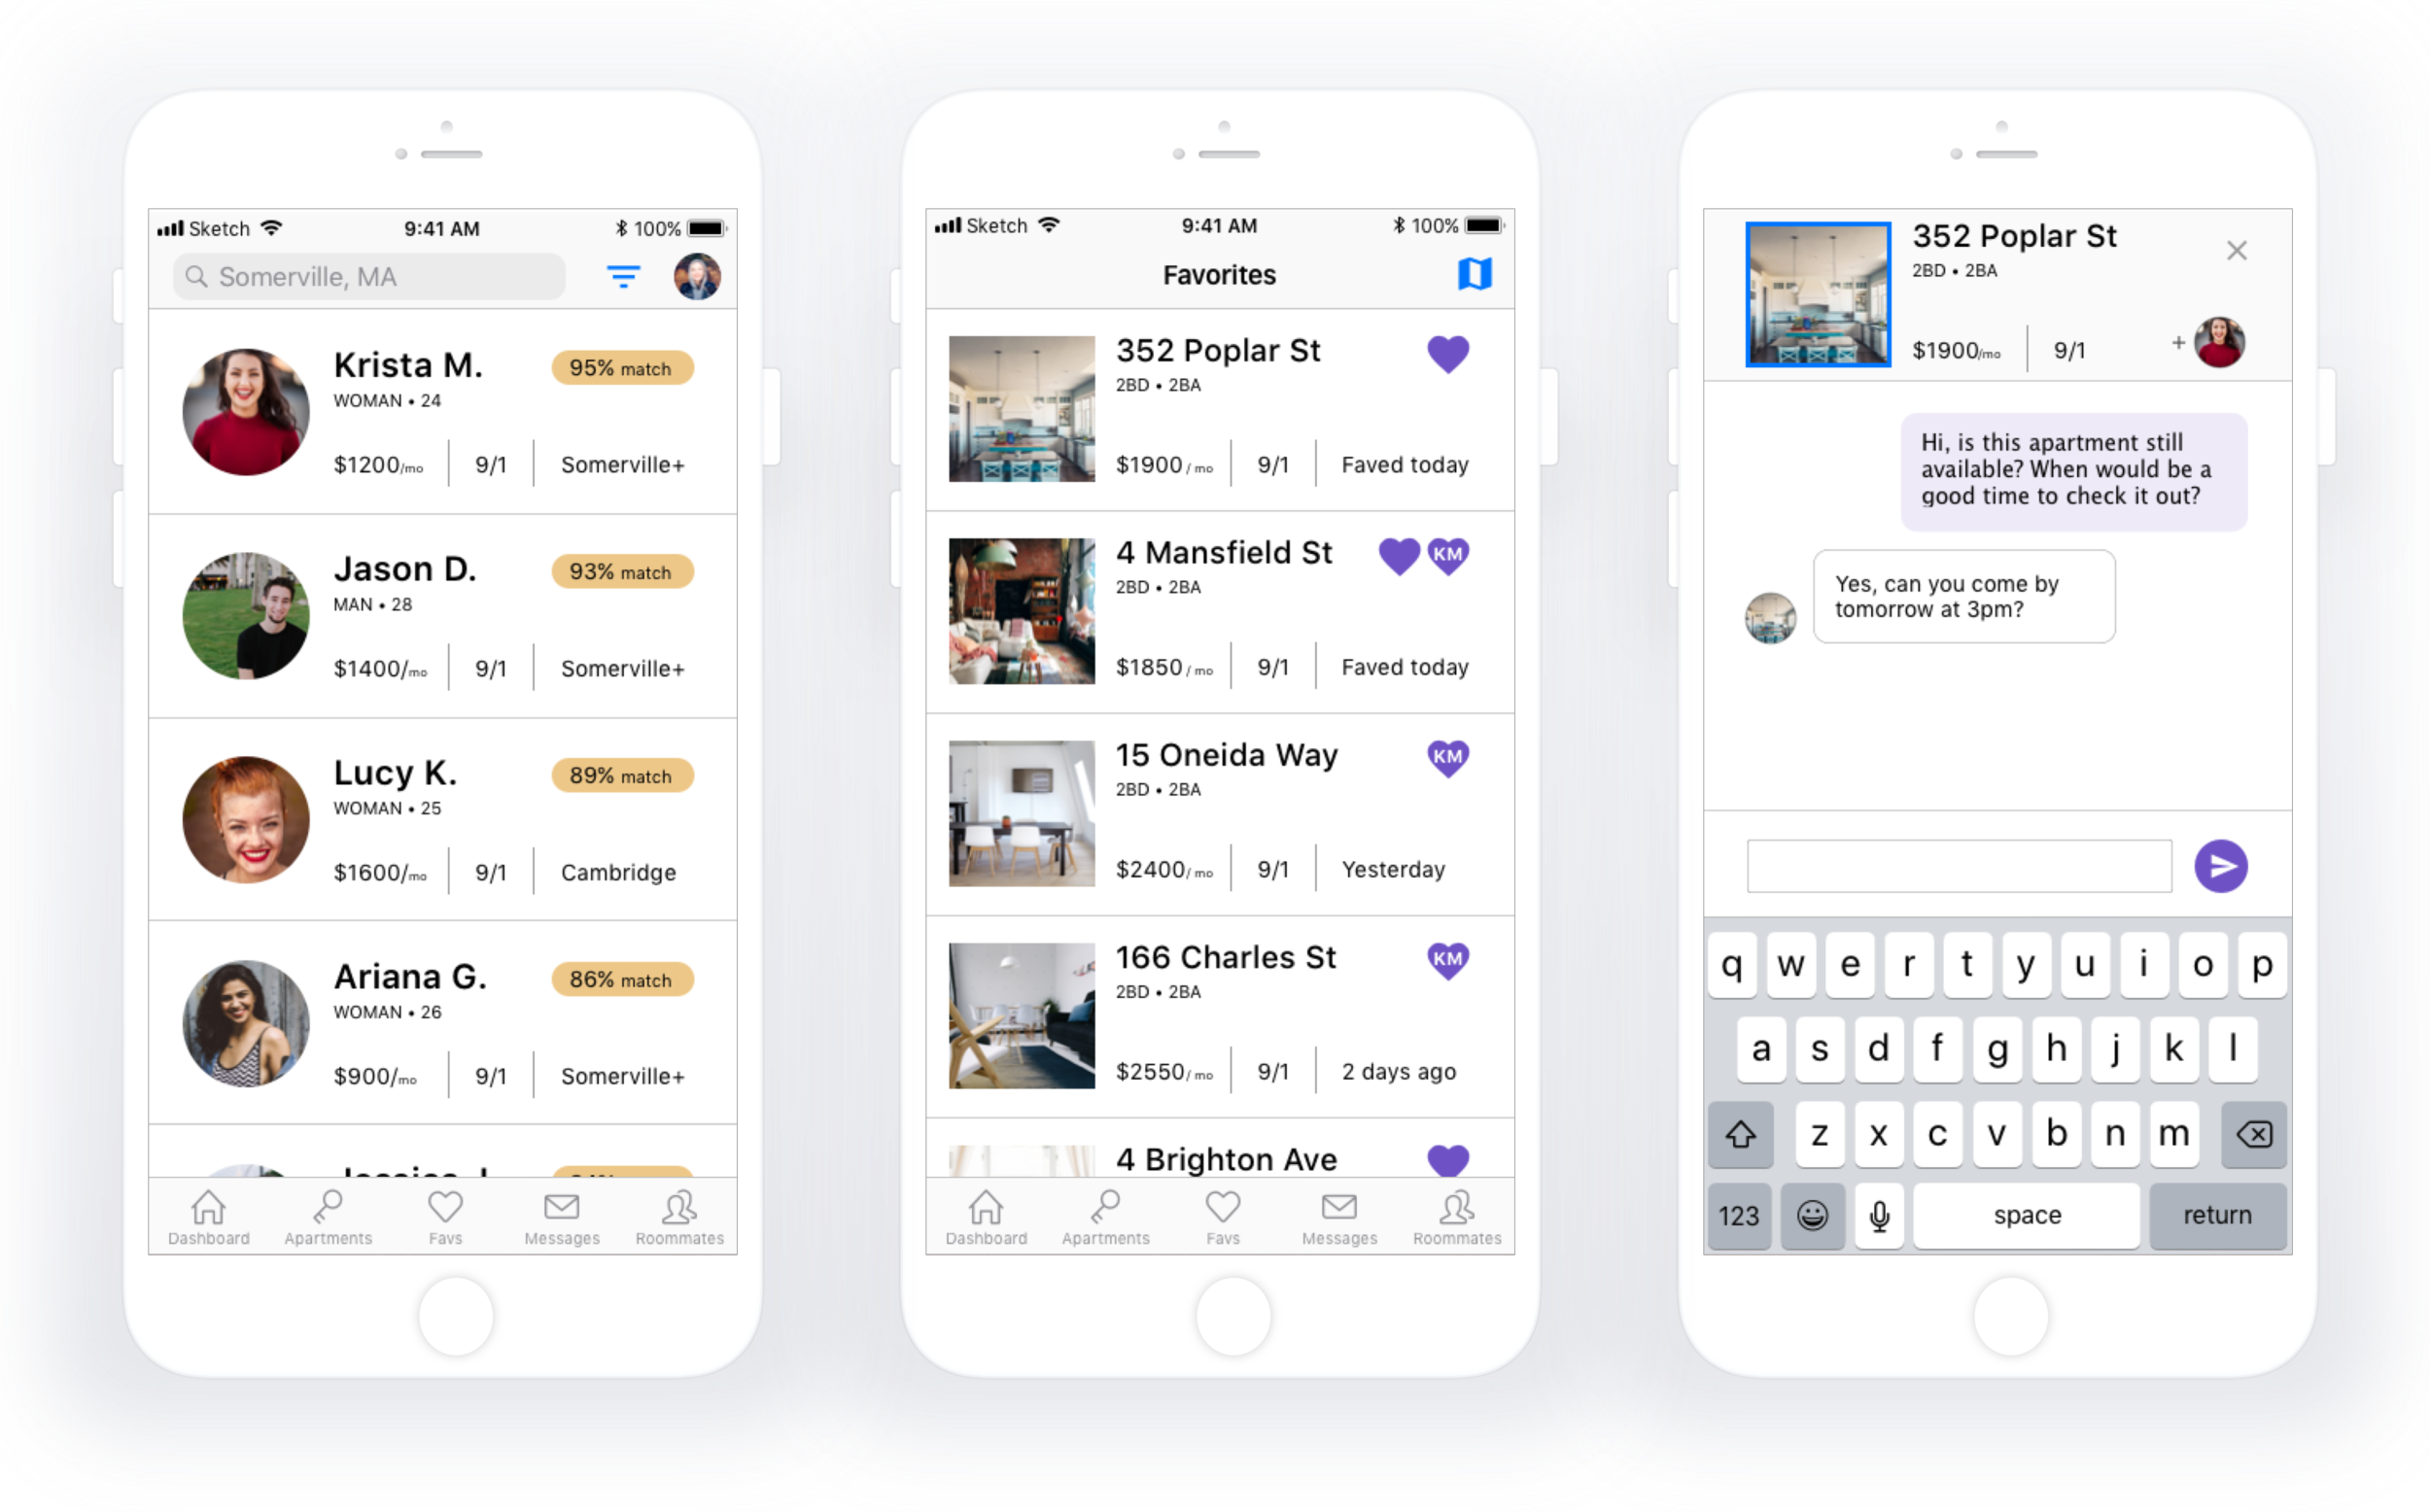 Sketch 9:41 AM 100%
Somerville, MA
Krista M.
95% match
WOMAN • 24
$1200/mo 9/1 Somerville+
Jason D.
93% match
MAN • 28
$1400/mo 9/1 Somerville+
Lucy K.
89% match
WOMAN • 25
$1600/mo 9/1 Cambridge
Ariana G.
86% match
WOMAN • 26
$900/mo 9/1 Somerville+
Dashboard Apartments Favs Messages Roommates
Sketch 9:41 AM 100%
Favorites
352 Poplar St
2BD • 2BA
$1900 / mo 9/1 Faved today
4 Mansfield St
KM
2BD • 2BA
$1850 / mo 9/1 Faved today
15 Oneida Way
KM
2BD • 2BA
$2400/ mo 9/1 Yesterday
166 Charles St
KM
2BD • 2BA
$2550/ mo 9/1 2 days ago
4 Brighton Ave
Dashboard Apartments Favs Messages Roommates
352 Poplar St
2BD • 2BA
$1900/mo 9/1 +
Hi, is this apartment still
available? When would be a
good time to check it out?
Yes, can you come by
tomorrow at 3pm?
q w e r t y u i o p
a s d f g h j k l
z x c v b n m
123 space return